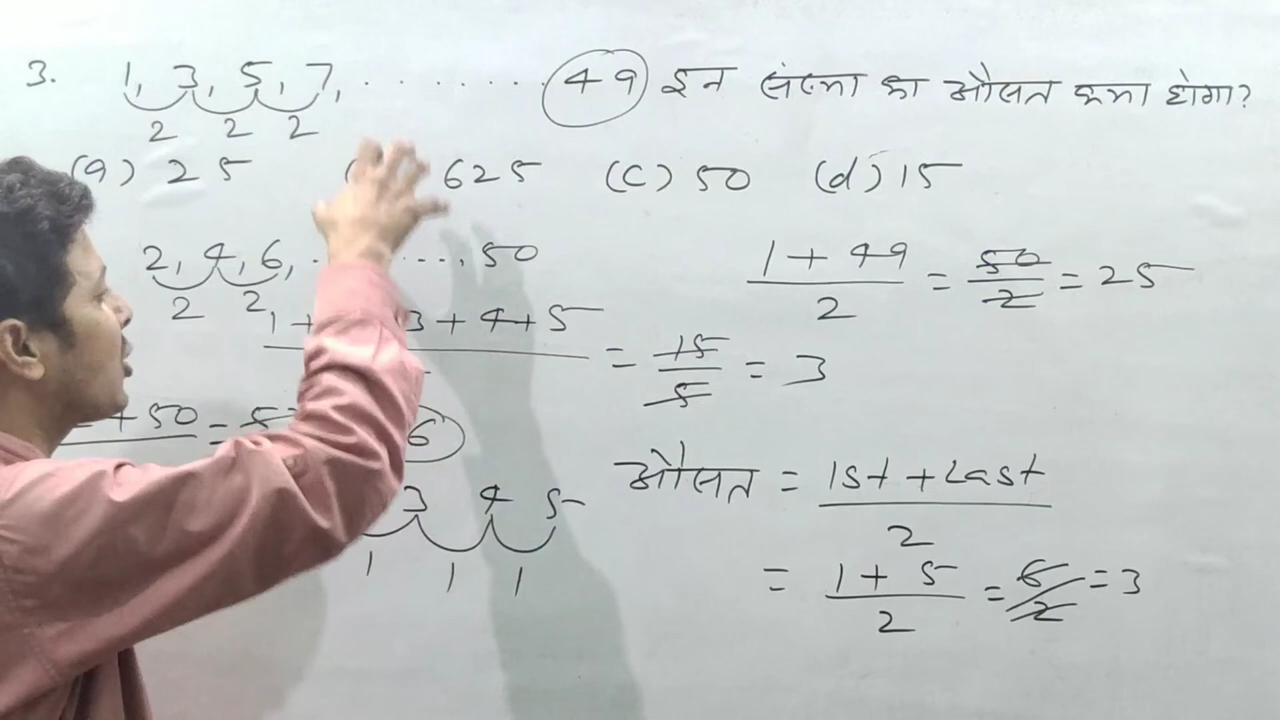 3. 1, 3, 5, 7, ........ 49 इन संख्या का औसत क्या होगा?
2 2 2
(a) 25 ( 625 (c) 50 (d) 15
2, 4, 6, ....., 50
2 2
1 + 49 / 2 = 50 / 2 = 25
1 + 3 + 4 + 5 = 15 / 5 = 3
+ 50 = 6
3 4 5
1 1 1
औसत = 1st + Last / 2
= 1 + 5 / 2 = 6 / 2 = 3